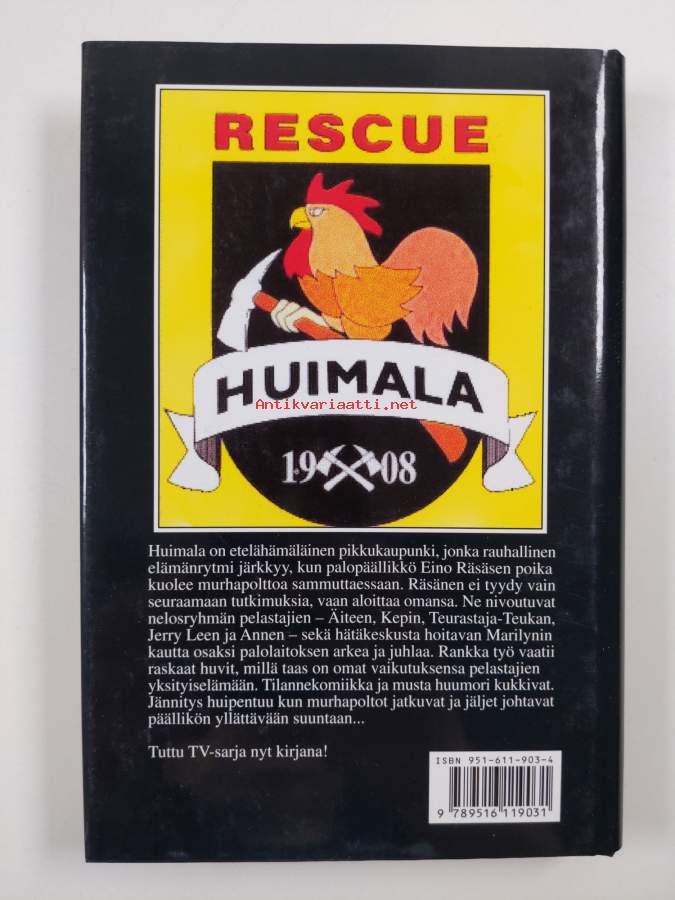 RESCUE
HUIMALA
Antikvariaatti.net
1908
Huimala on etelähämäläinen pikkukaupunki, jonka rauhallinen
elämänrytmi järkkyy, kun palopäällikkö Eino Räsäsen poika
kuolee murhapolttoa sammuttaessaan. Räsänen ei tyydy vain
seuraamaan tutkimuksia, vaan aloittaa omansa. Ne nivoutuvat
nelosryhmän pelastajien – Äiteen, Kepin, Teurastaja-Teukan,
Jerry Leen ja Annen – sekä hätäkeskusta hoitavan Marilynin
kautta osaksi palolaitoksen arkea ja juhlaa. Rankka työ vaatii
raskaat huvit, millä taas on omat vaikutuksensa pelastajien
yksityiselämään. Tilannekomiikka ja musta huumori kukkivat.
Jännitys huipentuu kun murhapoltot jatkuvat ja jäljet johtavat
päällikön yllättävään suuntaan...
Tuttu TV-sarja nyt kirjana!
ISBN 951-611-903-4
9 789516 119031